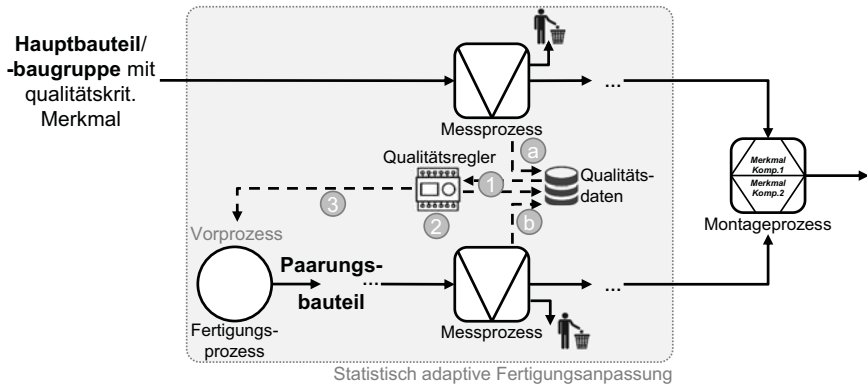 Hauptbauteil/
-baugruppe mit
qualitätskrit.
Merkmal
...
Messprozess
a
Qualitätsregler
1
Qualitäts-
daten
Merkmal
Komp.1
Merkmal
Komp.2
Montageprozess
3
2
b
Vorprozess
Paarungs-
bauteil
...
...
Fertigungs-
prozess
Messprozess
Statistisch adaptive Fertigungsanpassung